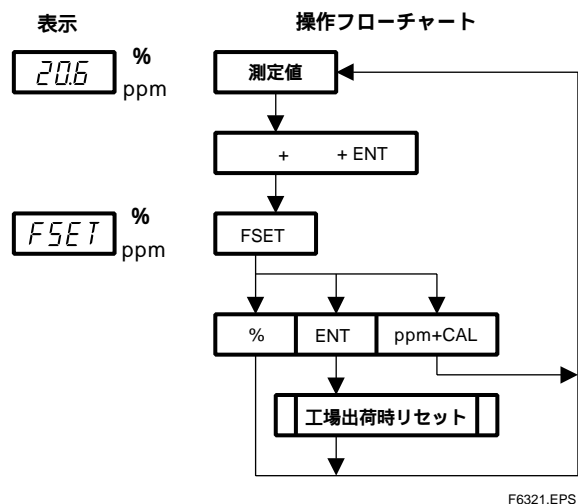 表示 操作フローチャート
20.6 % ppm 測定値
+ + ENT
FSET % ppm FSET
% ENT ppm+CAL
工場出荷時リセット
F6321.EPS